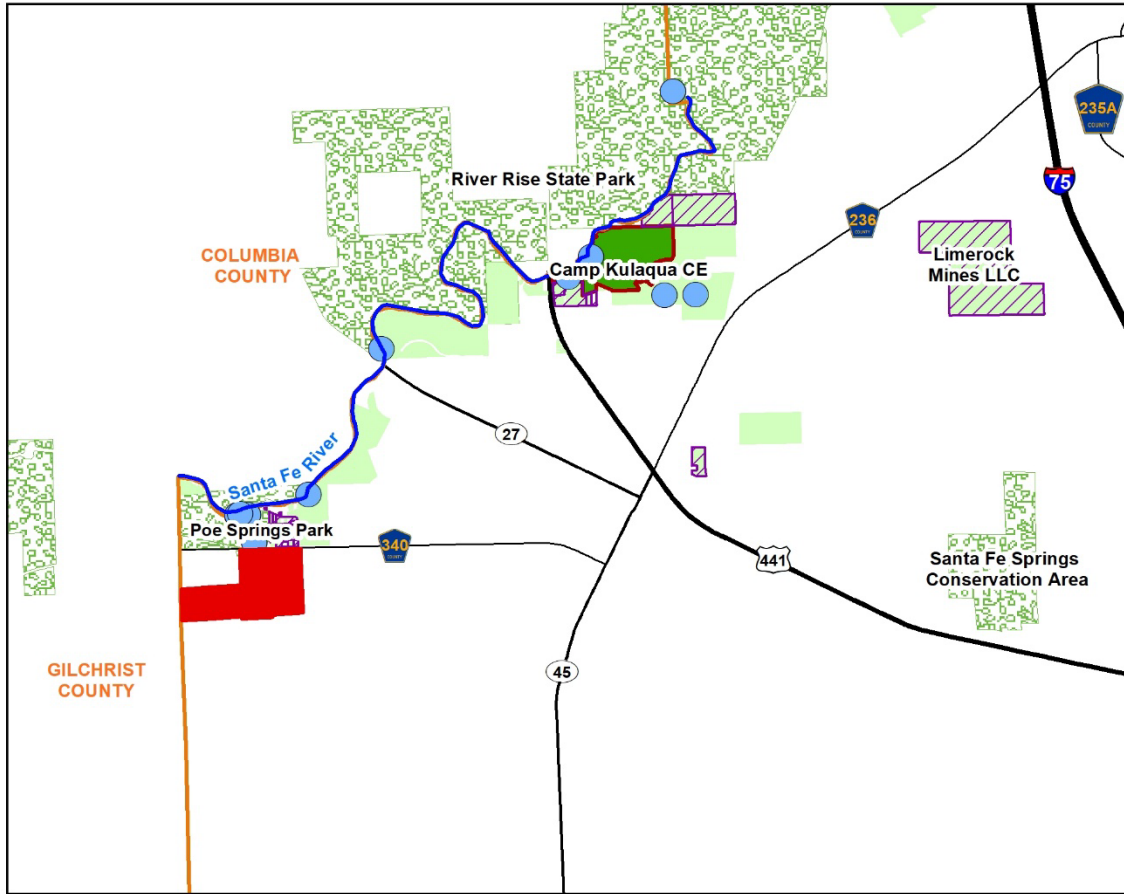 235A
COUNTY
75
River Rise State Park
236
COUNTY
COLUMBIA
COUNTY
Limerock
Mines LLC
Camp Kulaqua CE
27
Santa Fe River
Poe Springs Park
340
COUNTY
441
Santa Fe Springs
Conservation Area
GILCHRIST
COUNTY
45